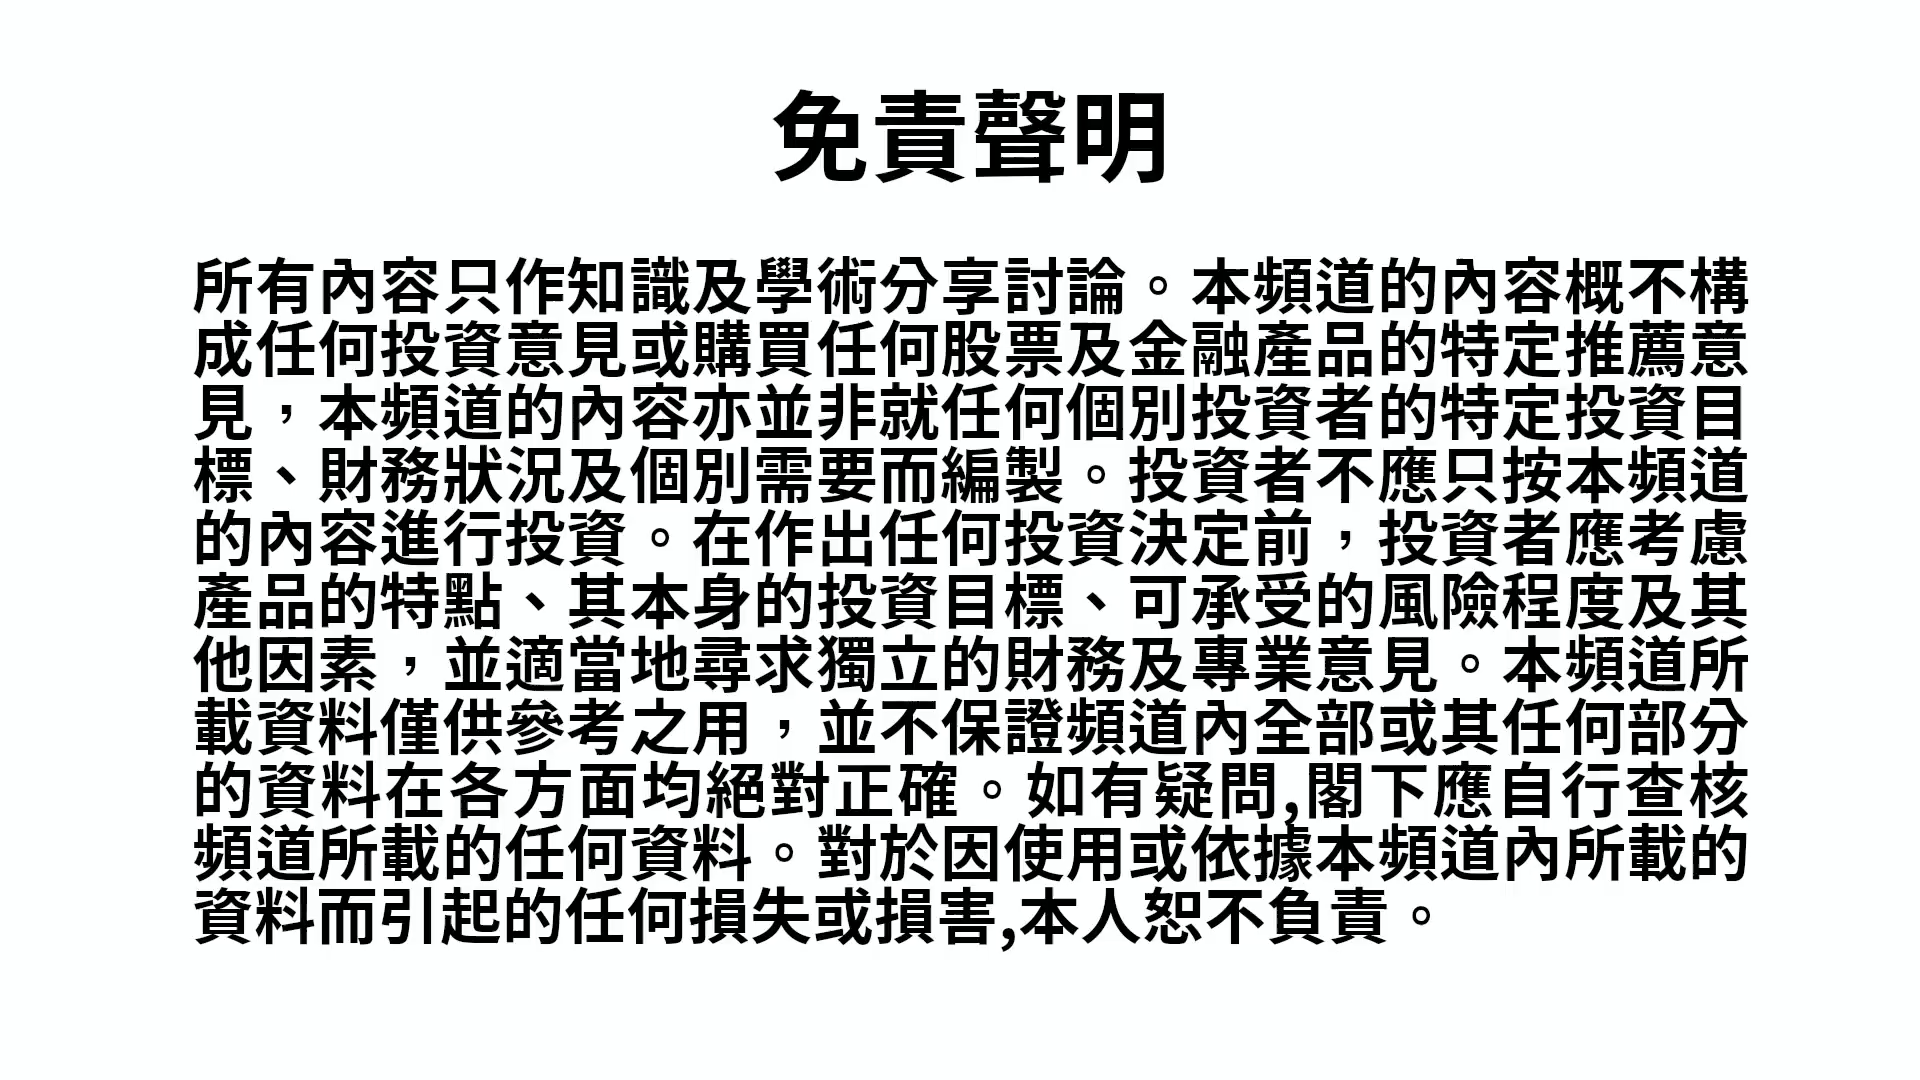 免責聲明
所有內容只作知識及學術分享討論。本頻道的內容概不構
成任何投資意見或購買任何股票及金融產品的特定推薦意
見，本頻道的內容亦並非就任何個別投資者的特定投資目
標、財務狀況及個別需要而編製。投資者不應只按本頻道
的內容進行投資。在作出任何投資決定前，投資者應考慮
產品的特點、其本身的投資目標、可承受的風險程度及其
他因素，並適當地尋求獨立的財務及專業意見。本頻道所
載資料僅供參考之用，並不保證頻道內全部或其任何部分
的資料在各方面均絕對正確。如有疑問,閣下應自行查核
頻道所載的任何資料。對於因使用或依據本頻道內所載的
資料而引起的任何損失或損害,本人恕不負責。